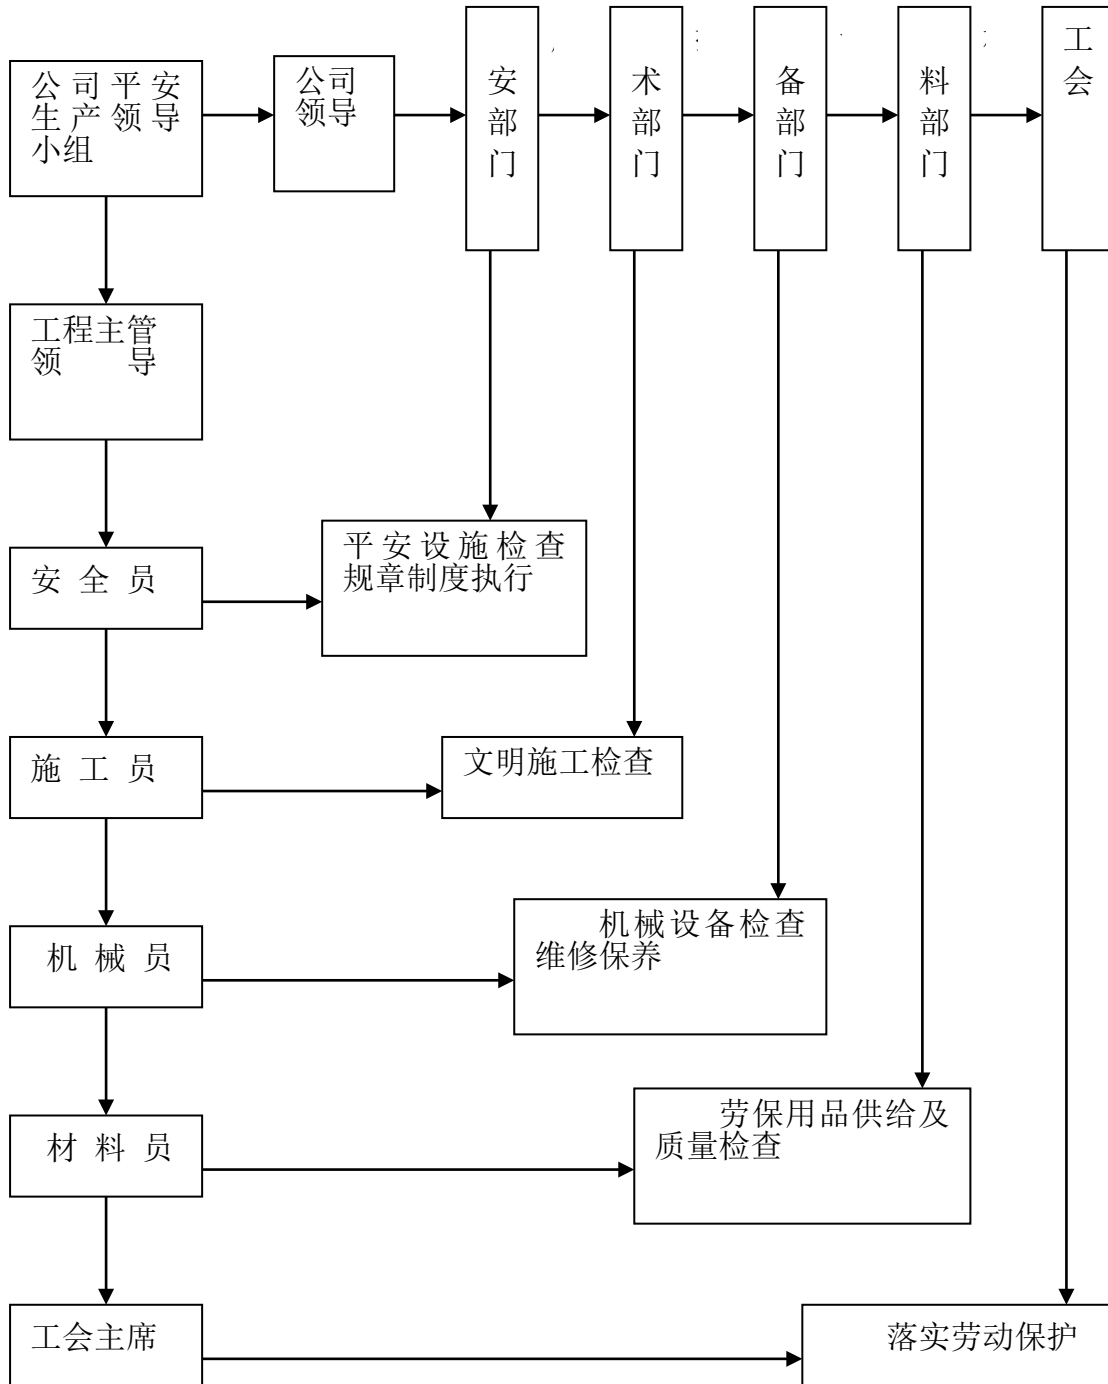 公司平安
生产领导
小组
公司
领导
安
部
门
术
部
门
备
部
门
料
部
门
工
会
工程主管
领导
安全员
平安设施检查
规章制度执行
施工员
文明施工检查
机械员
机械设备检查
维修保养
材料员
劳保用品供给及
质量检查
工会主席
落实劳动保护